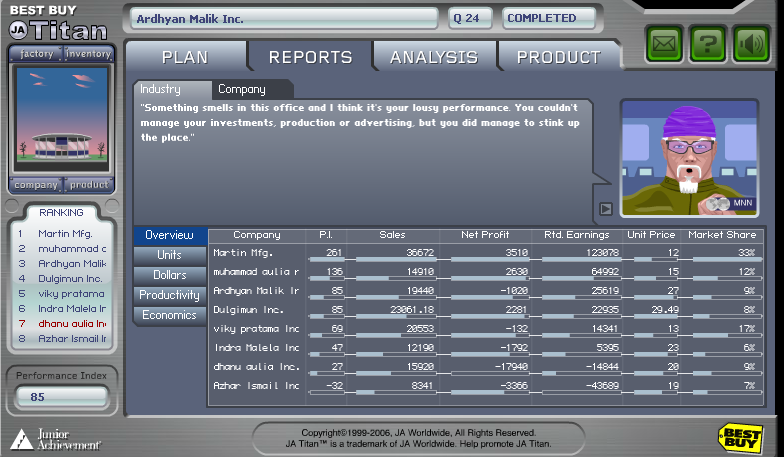 BEST BUY
JA Titan
factory inventory
company product
RANKING
1 Martin Mfg.
2 muhammad
3 Ardhyan Malik
4 Dulgimun Inc.
5 viky pratama
6 Indra Malela In
7 dhanu aulia In
8 Azhar Ismail I
Performance Index
85
Junior
Achievement®
Ardhyan Malik Inc.
Q 24
COMPLETED
PLAN REPORTS ANALYSIS PRODUCT
Industry Company
"Something smells in this office and I think it's your lousy performance. You couldn't
manage your investments, production or advertising, but you did manage to stink up
the place."
MNN
Overview
Units
Dollars
Productivity
Economics
Company P.I. Sales Net Profit Rtd. Earnings Unit Price Market Share
Martin Mfg. 261 36672 3510 123078 12 33%
muhammad aulia r 136 14910 2630 64992 15 12%
Ardhyan Malik Ir 85 19440 -1020 25619 27 9%
Dulgimun Inc. 85 23061.18 2281 22935 29.49 8%
viky pratama Inc 69 20553 -132 14341 13 17%
Indra Malela Inc 47 12190 -1792 5395 23 6%
dhanu aulia Inc. 27 15920 -17940 -14844 20 9%
Azhar Ismail Inc -32 8341 -3366 -43689 19 7%
Copyright©1999-2006, JA Worldwide, All Rights Reserved.
JA Titan™ is a trademark of JA Worldwide. Help promote JA Titan.
BEST
BUY